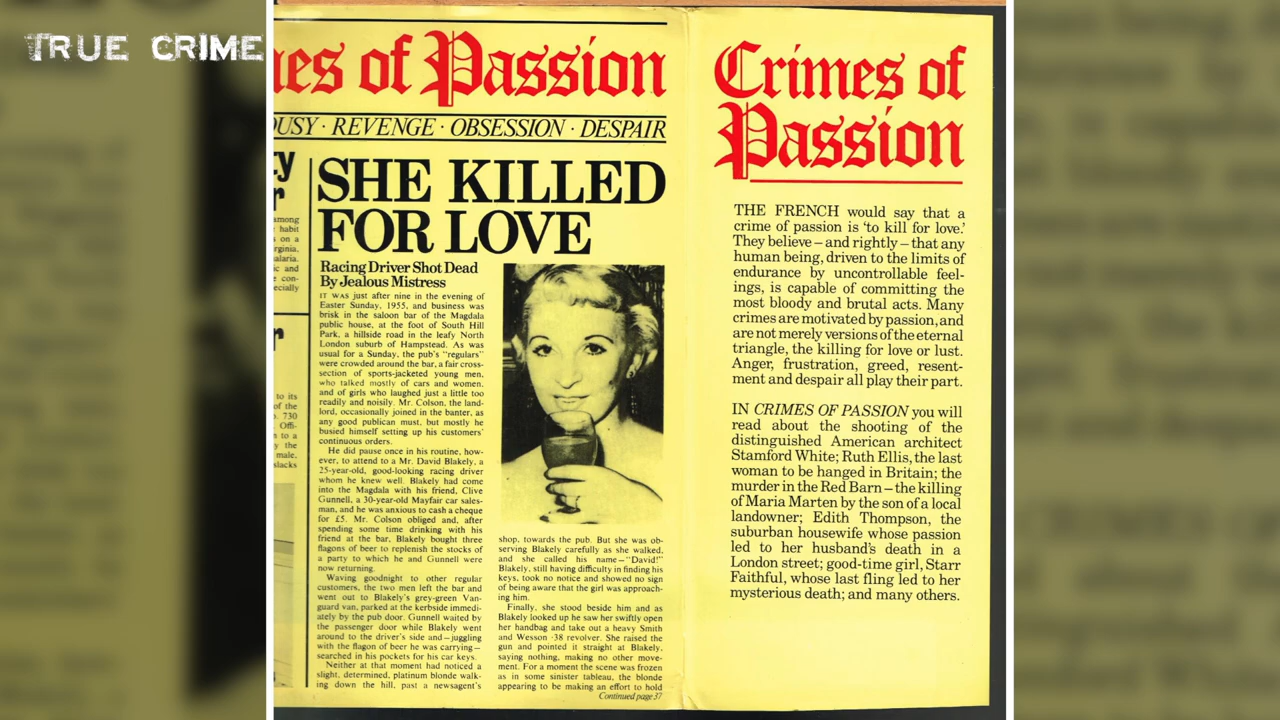 TRUE CRIME
es of Passion
OUSY · REVENGE · OBSESSION · DESPAIR
SHE KILLED
FOR LOVE
Racing Driver Shot Dead
By Jealous Mistress
IT WAS just after nine in the evening of
Easter Sunday, 1955, and business was
brisk in the saloon bar of the Magdala
public house, at the foot of South Hill
Park, a hillside road in the leafy North
London suburb of Hampstead. As was
usual for a Sunday, the pub's "regulars"
were crowded around the bar, a fair cross-
section of sports-jacketed young men,
who talked mostly of cars and women,
and of girls who laughed just a little too
readily and noisily. Mr. Colson, the land-
lord, occasionally joined in the banter, as
any good publican must, but mostly he
busied himself setting up his customers'
continuous orders.
He did pause once in his routine, how-
ever, to attend to a Mr. David Blakely, a
25-year-old, good-looking racing driver
whom he knew well. Blakely had come
into the Magdala with his friend, Clive
Gunnell, a 30-year-old Mayfair car sales-
man, and he was anxious to cash a cheque
for £5. Mr. Colson obliged and, after
spending some time drinking with his
friend at the bar, Blakely bought three
flagons of beer to replenish the stocks of
a party to which he and Gunnell were
now returning.
Waving goodnight to other regular
customers, the two men left the bar and
went out to Blakely's grey-green Van-
guard van, parked at the kerbside immedi-
ately by the pub door. Gunnell waited by
the passenger door while Blakely went
around to the driver's side and—juggling
with the flagon of beer he was carrying—
searched in his pockets for his car keys.
Neither at that moment had noticed a
slight, determined, platinum blonde walk-
ing down the hill, past a newsagent's
shop, towards the pub. But she was ob-
serving Blakely carefully as she walked,
and she called his name—"David!"
Blakely, still having difficulty in finding his
keys, took no notice and showed no sign
of being aware that the girl was approach-
ing him.
Finally, she stood beside him and as
Blakely looked up he saw her swiftly open
her handbag and take out a heavy Smith
and Wesson ·38 revolver. She raised the
gun and pointed it straight at Blakely,
saying nothing, making no other move-
ment. For a moment the scene was frozen
as in some sinister tableau, the blonde
appearing to be making an effort to hold
Continued page 37
among
habit
on a
rginia.
alaria.
ic and
e con-
ecially
to its
of the
730
Offi-
to a
the
male,
slacks
Crimes of
Passion
THE FRENCH would say that a
crime of passion is 'to kill for love.'
They believe – and rightly – that any
human being, driven to the limits of
endurance by uncontrollable feel-
ings, is capable of committing the
most bloody and brutal acts. Many
crimes are motivated by passion, and
are not merely versions of the eternal
triangle, the killing for love or lust.
Anger, frustration, greed, resent-
ment and despair all play their part.
IN CRIMES OF PASSION you will
read about the shooting of the
distinguished American architect
Stamford White; Ruth Ellis, the last
woman to be hanged in Britain; the
murder in the Red Barn – the killing
of Maria Marten by the son of a local
landowner; Edith Thompson, the
suburban housewife whose passion
led to her husband's death in a
London street; good-time girl, Starr
Faithful, whose last fling led to her
mysterious death; and many others.